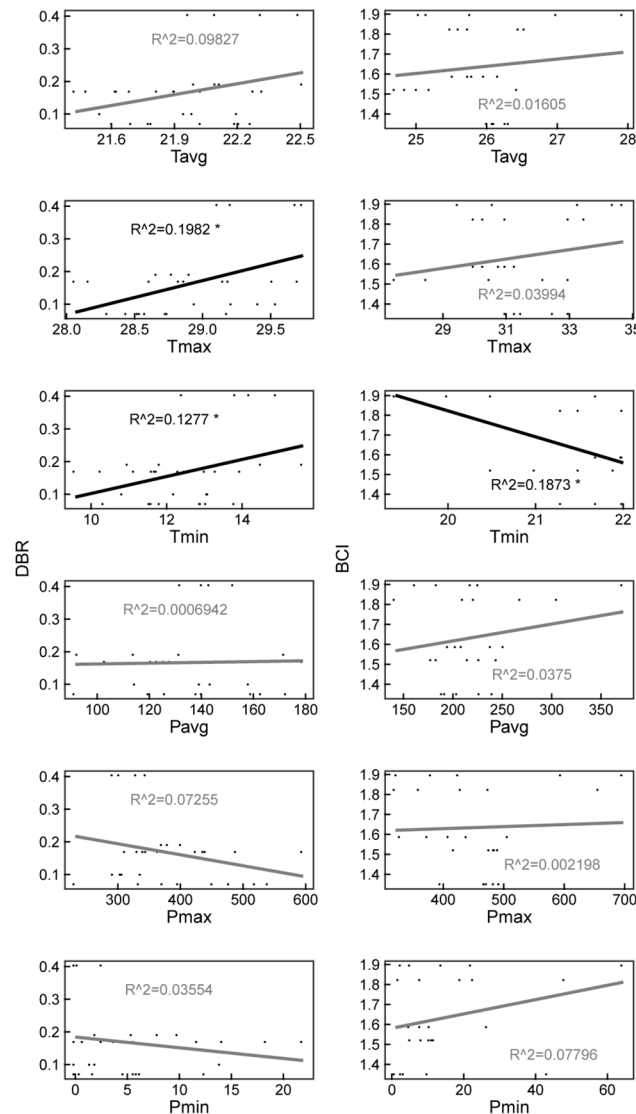 0.4
0.3
0.2
0.1
R^2=0.09827
21.6 21.9 22.2 22.5
Tavg
1.9
1.8
1.7
1.6
1.5
1.4
R^2=0.01605
25 26 27 28
Tavg
0.4
0.3
0.2
0.1
R^2=0.1982 *
28.0 28.5 29.0 29.5
Tmax
1.9
1.8
1.7
1.6
1.5
1.4
R^2=0.03994
29 31 33 35
Tmax
0.4
0.3
0.2
0.1
R^2=0.1277 *
10 12 14
Tmin
1.9
1.8
1.7
1.6
1.5
1.4
R^2=0.1873 *
20 21 22
Tmin
DBR
BCI
0.4
0.3
0.2
0.1
R^2=0.0006942
100 120 140 160 180
Pavg
1.9
1.8
1.7
1.6
1.5
1.4
R^2=0.0375
150 200 250 300 350
Pavg
0.4
0.3
0.2
0.1
R^2=0.07255
300 400 500 600
Pmax
1.9
1.8
1.7
1.6
1.5
1.4
R^2=0.002198
400 500 600 700
Pmax
0.4
0.3
0.2
0.1
R^2=0.03554
0 5 10 15 20
Pmin
1.9
1.8
1.7
1.6
1.5
1.4
R^2=0.07796
0 20 40 60
Pmin